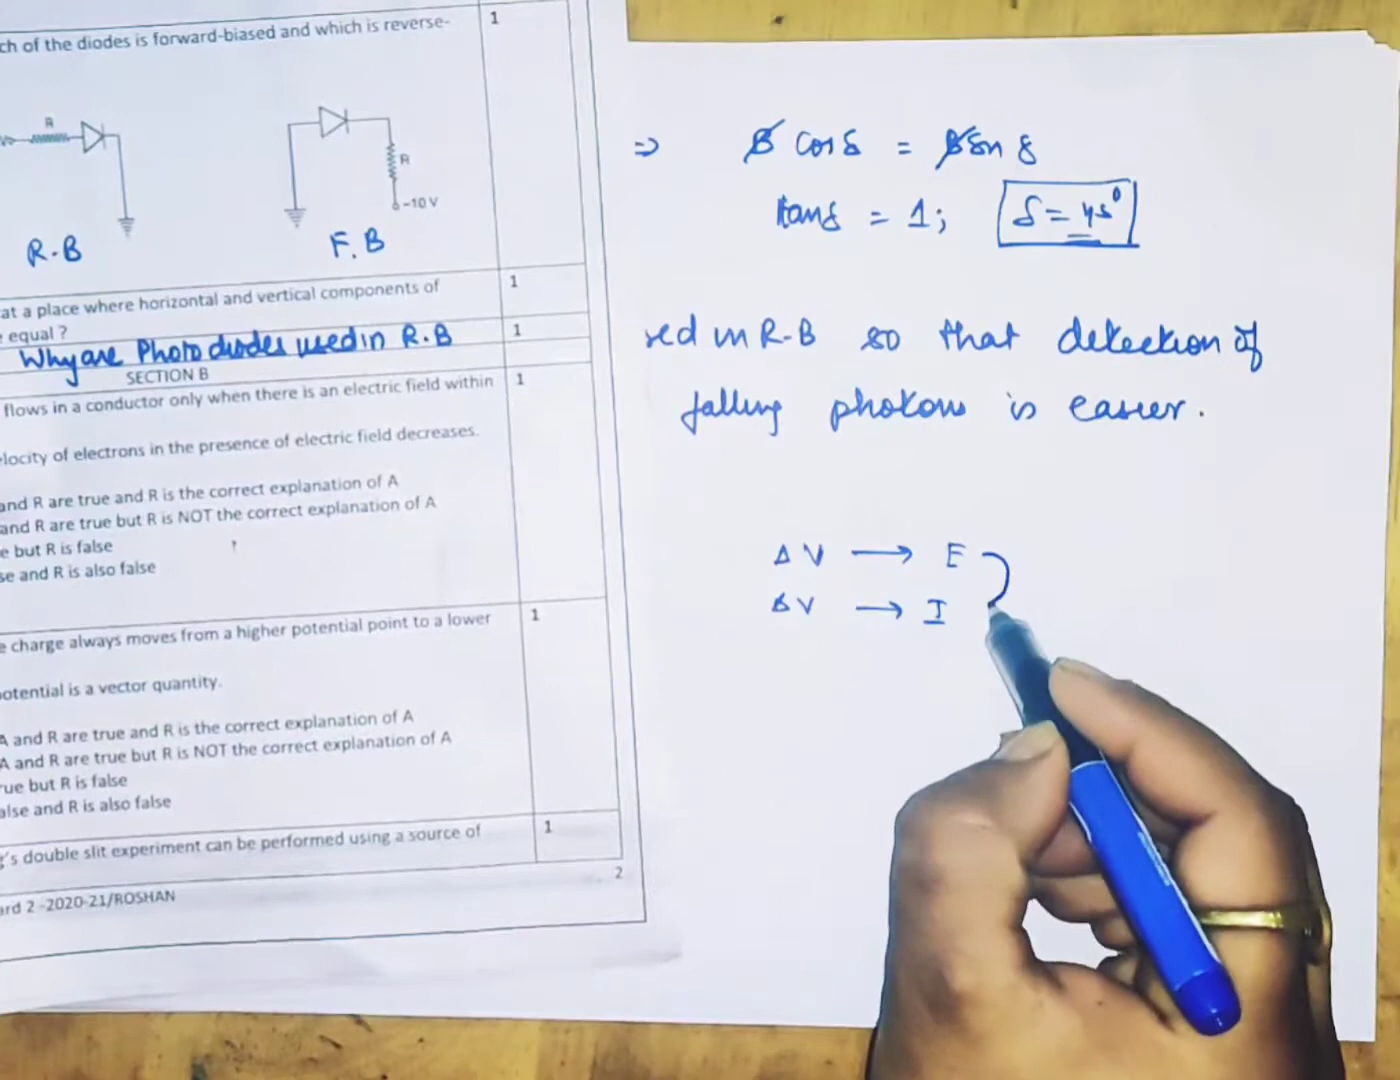 ch of the diodes is forward-biased and which is reverse-
1
R
R
-10 V
R.B
F.B
at a place where horizontal and vertical components of
equal ?
1
Why are Photo diodes used in R.B
1
SECTION B
flows in a conductor only when there is an electric field within
1
elocity of electrons in the presence of electric field decreases.
and R are true and R is the correct explanation of A
and R are true but R is NOT the correct explanation of A
e but R is false
se and R is also false
e charge always moves from a higher potential point to a lower
1
otential is a vector quantity.
A and R are true and R is the correct explanation of A
A and R are true but R is NOT the correct explanation of A
rue but R is false
alse and R is also false
g's double slit experiment can be performed using a source of
1
2
ard 2 -2020-21/ROSHAN
⇒ B cos δ = B sin δ
tan δ = 1; δ = 45°
sed in R-B so that detection of
falling photons is easier.
Δ V → E
Δ V → I